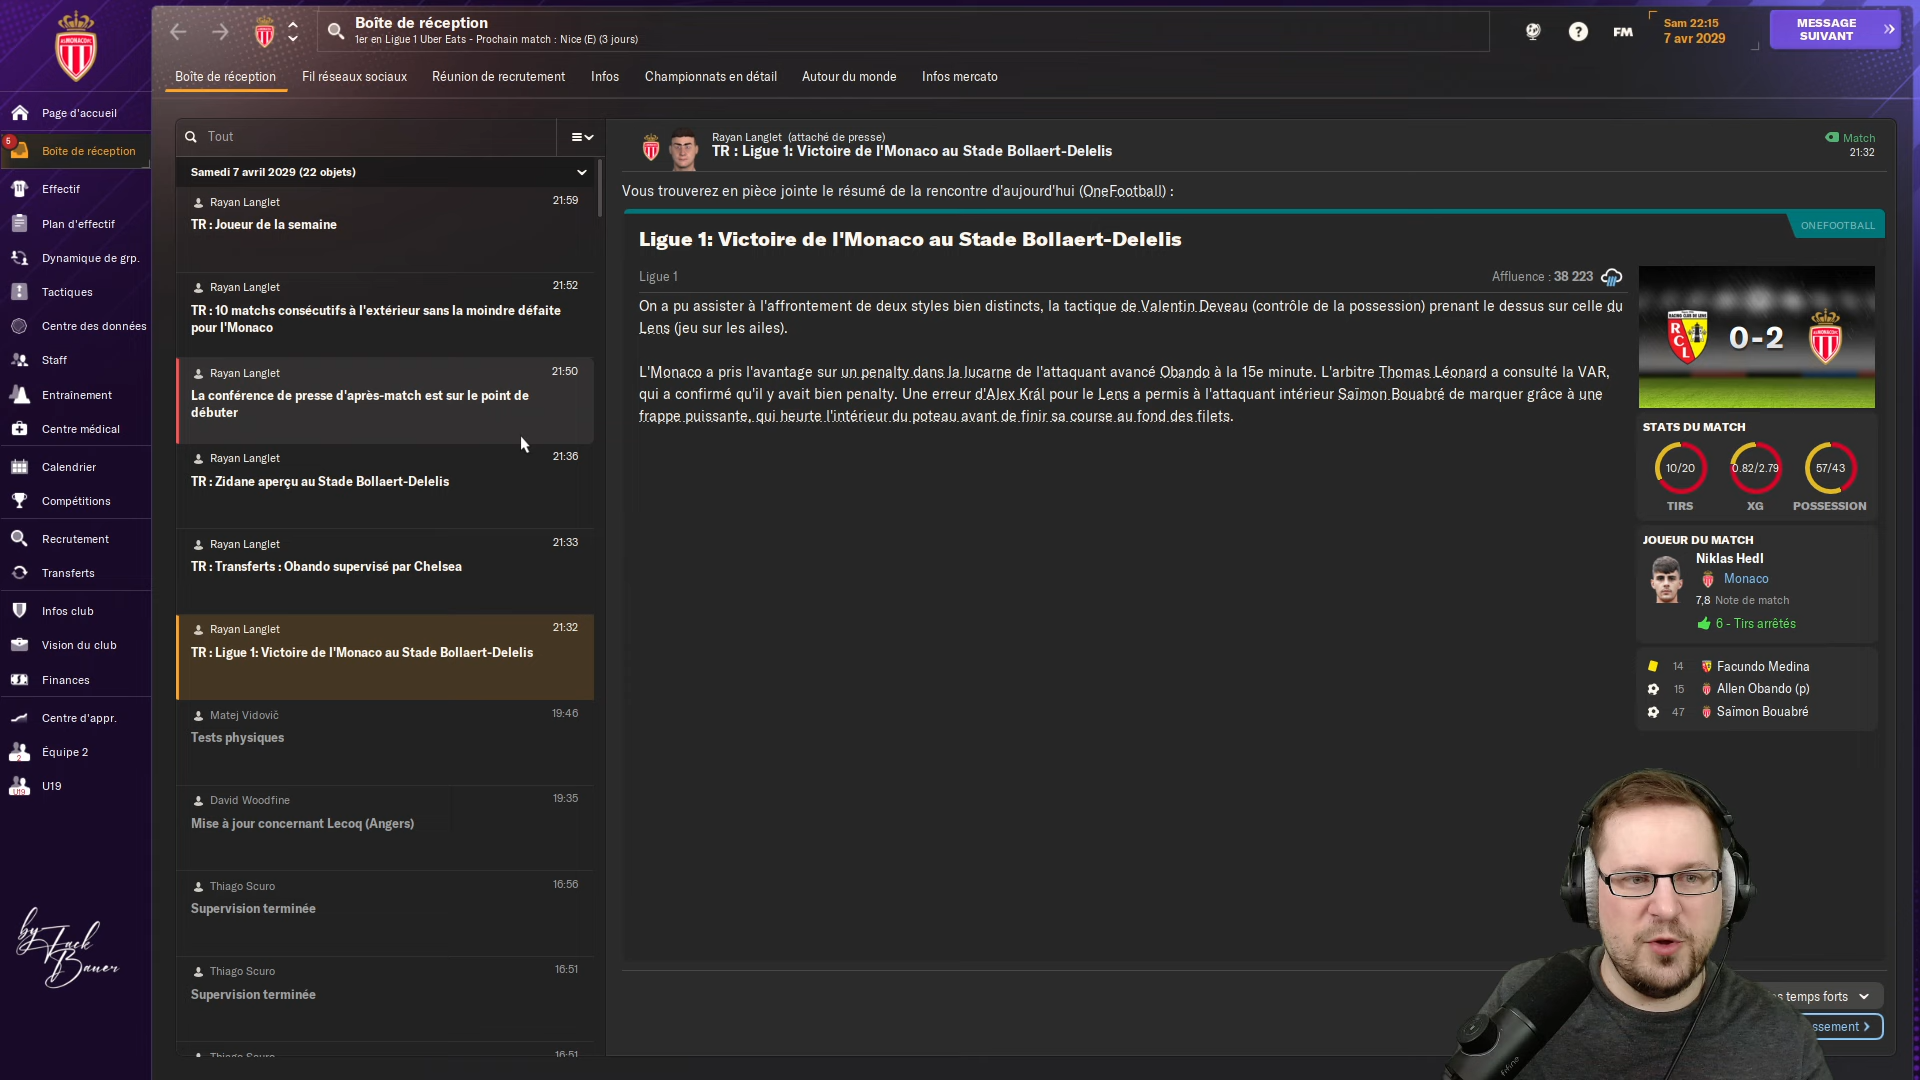 Boîte de réception
1er en Ligue 1 Uber Eats - Prochain match : Nice (E) (3 jours)
FM
Sam 22:15
7 avr 2029
MESSAGE
SUIVANT
Boîte de réception
Fil réseaux sociaux
Réunion de recrutement
Infos
Championnats en détail
Autour du monde
Infos mercato
Page d'accueil
5
Boîte de réception
Effectif
Plan d'effectif
Dynamique de grp.
Tactiques
Centre des données
Staff
Entraînement
Centre médical
Calendrier
Compétitions
Recrutement
Transferts
Infos club
Vision du club
Finances
Centre d'appr.
2
Équipe 2
U19
U19
by Jack
Bauer
Tout
Samedi 7 avril 2029 (22 objets)
Rayan Langlet
21:59
TR : Joueur de la semaine
Rayan Langlet
21:52
TR : 10 matchs consécutifs à l'extérieur sans la moindre défaite
pour l'Monaco
Rayan Langlet
21:50
La conférence de presse d'après-match est sur le point de
débuter
Rayan Langlet
21:36
TR : Zidane aperçu au Stade Bollaert-Delelis
Rayan Langlet
21:33
TR : Transferts : Obando supervisé par Chelsea
Rayan Langlet
21:32
TR : Ligue 1: Victoire de l'Monaco au Stade Bollaert-Delelis
Matej Vidovič
19:46
Tests physiques
David Woodfine
19:35
Mise à jour concernant Lecoq (Angers)
Thiago Scuro
16:56
Supervision terminée
Thiago Scuro
16:51
Supervision terminée
Thiago Scuro
16:51
Rayan Langlet (attaché de presse)
TR : Ligue 1: Victoire de l'Monaco au Stade Bollaert-Delelis
Match
21:32
Vous trouverez en pièce jointe le résumé de la rencontre d'aujourd'hui (OneFootball) :
ONEFOOTBALL
Ligue 1: Victoire de l'Monaco au Stade Bollaert-Delelis
Ligue 1
Affluence : 38 223
On a pu assister à l'affrontement de deux styles bien distincts, la tactique de Valentin Deveau (contrôle de la possession) prenant le dessus sur celle du
Lens (jeu sur les ailes).
L'Monaco a pris l'avantage sur un penalty dans la lucarne de l'attaquant avancé Obando à la 15e minute. L'arbitre Thomas Léonard a consulté la VAR,
qui a confirmé qu'il y avait bien penalty. Une erreur d'Alex Král pour le Lens a permis à l'attaquant intérieur Saïmon Bouabré de marquer grâce à une
frappe puissante, qui heurte l'intérieur du poteau avant de finir sa course au fond des filets.
RCL
0-2
STATS DU MATCH
10/20
0.82/2.79
57/43
TIRS
XG
POSSESSION
JOUEUR DU MATCH
Niklas Hedl
Monaco
7,8 Note de match
6 - Tirs arrêtés
14
Facundo Medina
15
Allen Obando (p)
47
Saïmon Bouabré
temps forts
ssement
fifine